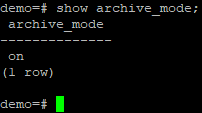 demo=# show archive_mode;
 archive_mode
--------------
 on
(1 row)

demo=#